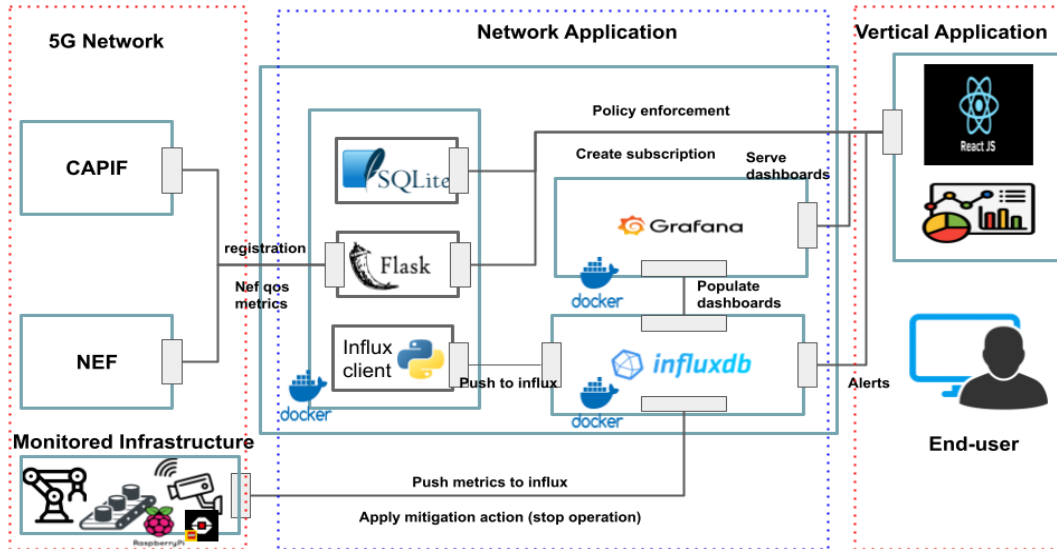 5G Network
Network Application
Vertical Application
CAPIF
NEF
registration
Nef qos
metrics
SQLite
Flask
Influx
client
docker
Policy enforcement
Create subscription
Serve
dashboards
Grafana
docker
Populate
dashboards
Push to influx
influxdb
docker
Alerts
React JS
End-user
Monitored Infrastructure
RaspberryPi
Push metrics to influx
Apply mitigation action (stop operation)